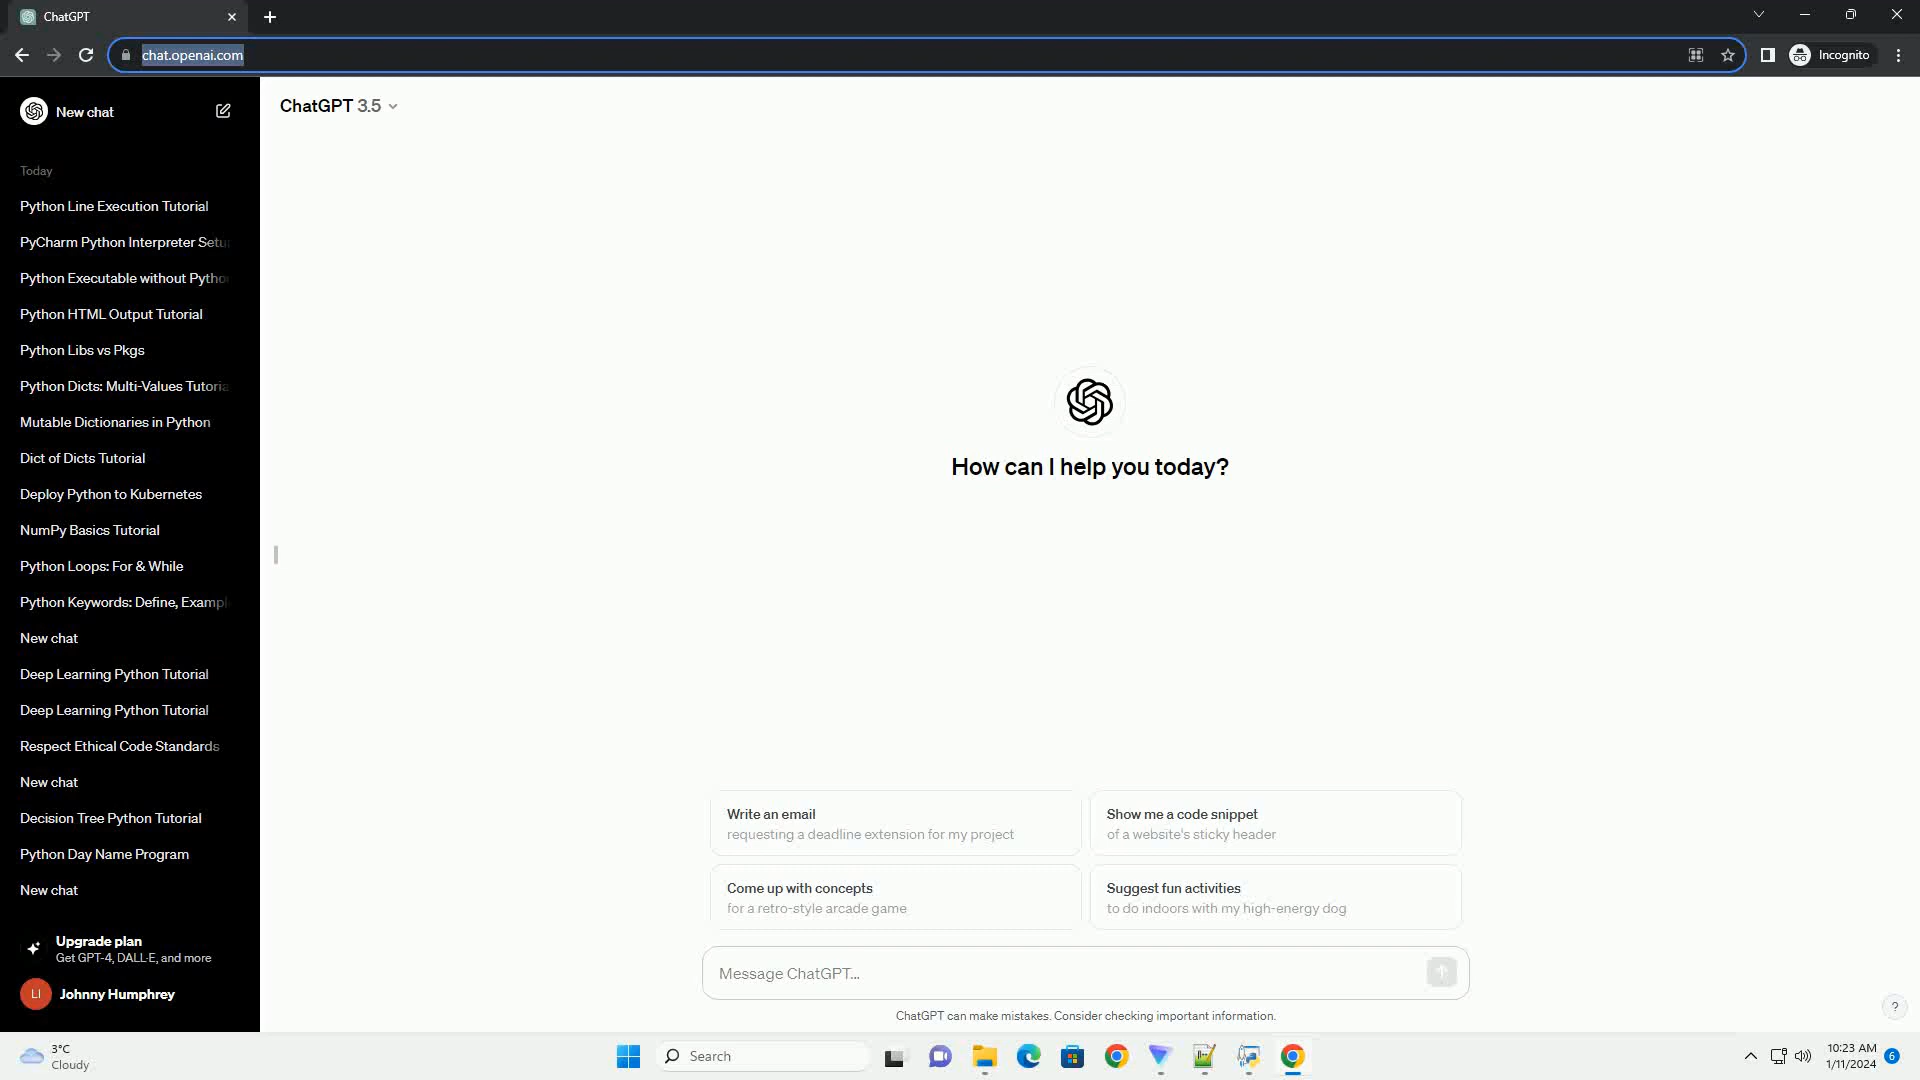 ChatGPT
chat.openai.com
Incognito
New chat
ChatGPT 3.5
Today
Python Line Execution Tutorial
PyCharm Python Interpreter Setu
Python Executable without Pytho
Python HTML Output Tutorial
Python Libs vs Pkgs
Python Dicts: Multi-Values Tutoria
Mutable Dictionaries in Python
Dict of Dicts Tutorial
Deploy Python to Kubernetes
NumPy Basics Tutorial
Python Loops: For & While
Python Keywords: Define, Exampl
New chat
Deep Learning Python Tutorial
Deep Learning Python Tutorial
Respect Ethical Code Standards
New chat
Decision Tree Python Tutorial
Python Day Name Program
New chat
Upgrade plan
Get GPT-4, DALL·E, and more
LI
Johnny Humphrey
How can I help you today?
Write an email
requesting a deadline extension for my project
Show me a code snippet
of a website's sticky header
Come up with concepts
for a retro-style arcade game
Suggest fun activities
to do indoors with my high-energy dog
Message ChatGPT...
ChatGPT can make mistakes. Consider checking important information.
?
3°C
Cloudy
Search
10:23 AM
1/11/2024
6